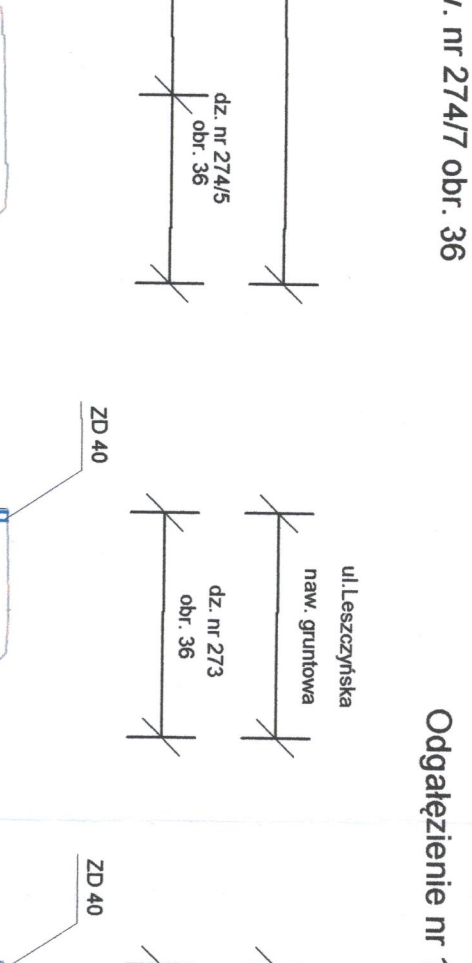 nr 274/7 obr. 36
dz. nr 274/5
obr. 36
ZD 40
ul.Leszczyńska
naw. gruntowa
dz. nr 273
obr. 36
Odgałęzienie nr
ZD 40